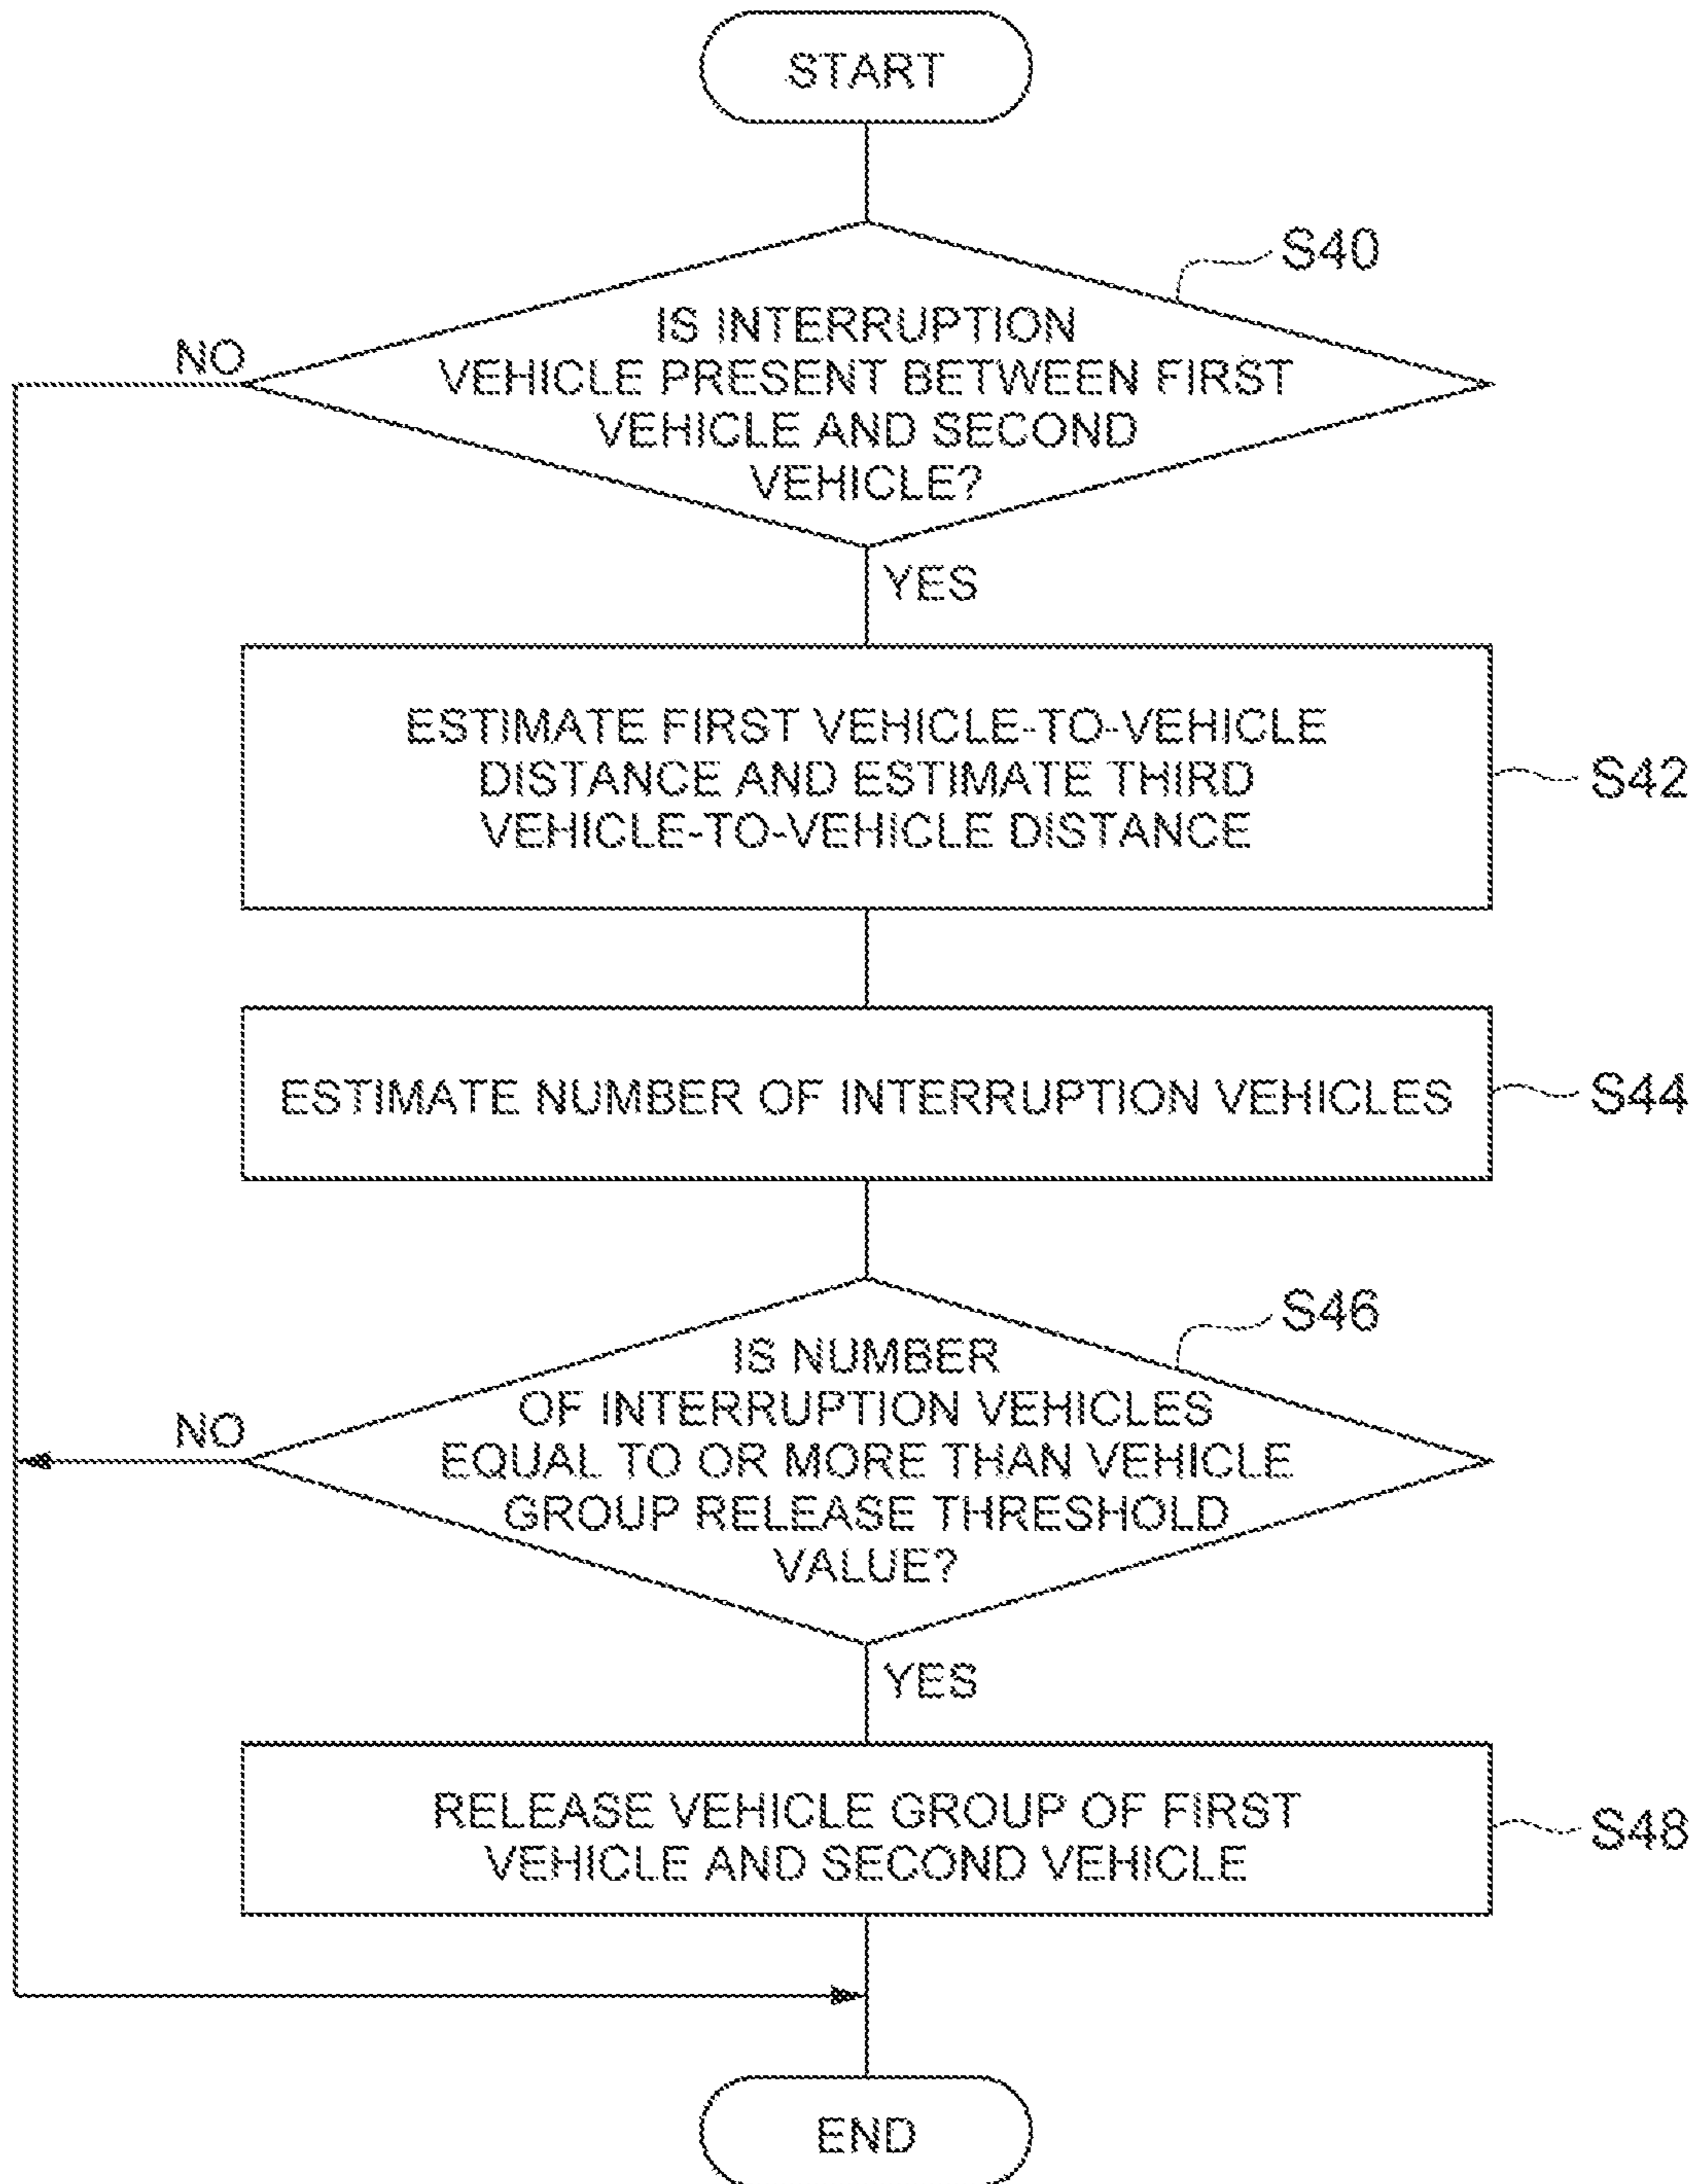 START
S40
IS INTERRUPTION
VEHICLE PRESENT BETWEEN FIRST
VEHICLE AND SECOND
VEHICLE?
NO
YES
ESTIMATE FIRST VEHICLE-TO-VEHICLE
DISTANCE AND ESTIMATE THIRD
VEHICLE-TO-VEHICLE DISTANCE
S42
ESTIMATE NUMBER OF INTERRUPTION VEHICLES
S44
S46
IS NUMBER
OF INTERRUPTION VEHICLES
EQUAL TO OR MORE THAN VEHICLE
GROUP RELEASE THRESHOLD
VALUE?
NO
YES
RELEASE VEHICLE GROUP OF FIRST
VEHICLE AND SECOND VEHICLE
S48
END